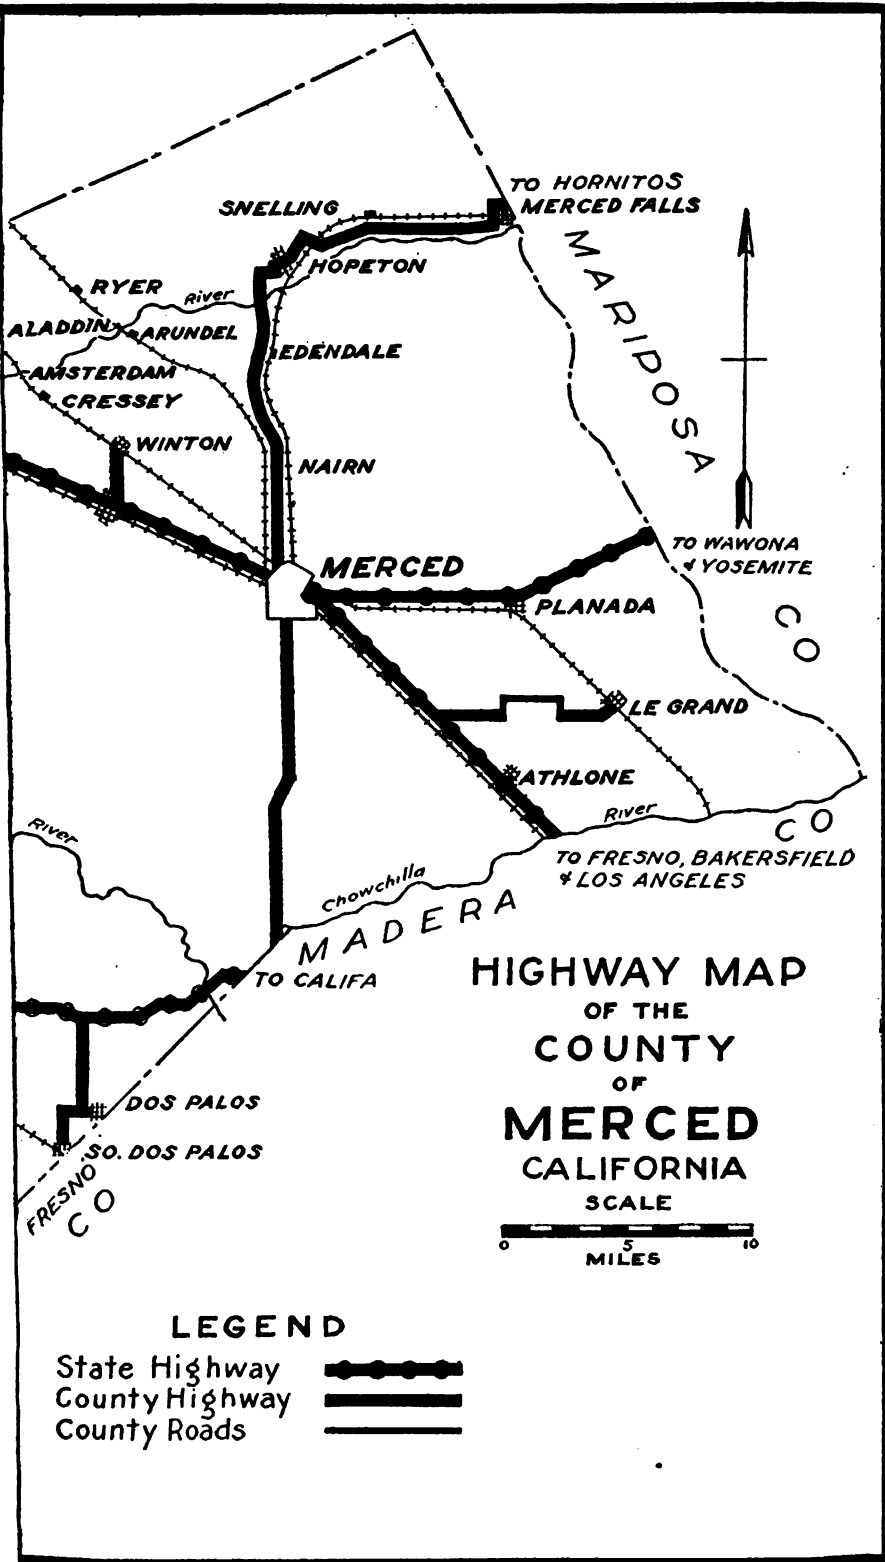 TO HORNITOS
MERCED FALLS
SNELLING
HOPETON
MARIPOSA
CO
RYER
River
ALADDIN
ARUNDEL
EDENDALE
AMSTERDAM
CRESSEY
WINTON
NAIRN
TO WAWONA
& YOSEMITE
MERCED
PLANADA
LE GRAND
ATHLONE
River
CO
River
TO FRESNO, BAKERSFIELD
& LOS ANGELES
Chowchilla
MADERA
TO CALIFA
HIGHWAY MAP
OF THE
COUNTY
OF
MERCED
CALIFORNIA
SCALE
0 5 10
MILES
DOS PALOS
SO. DOS PALOS
FRESNO
CO
LEGEND
State Highway
County Highway
County Roads